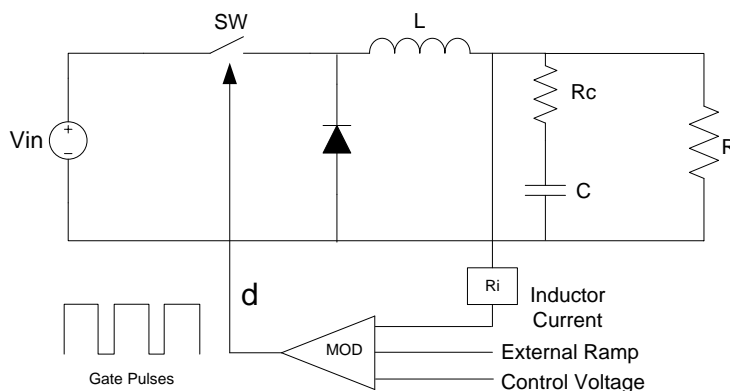 SW
L
Rc
Vin
+
−
R
C
d
Ri
Inductor
Current
MOD
External Ramp
Control Voltage
Gate Pulses